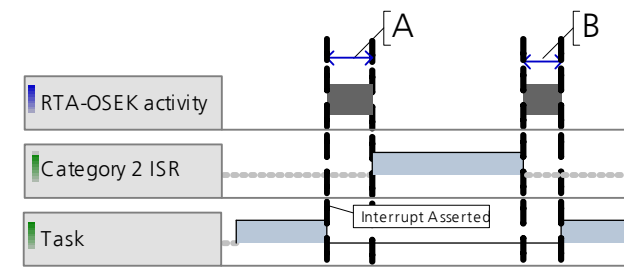 A
B
RTA-OSEK activity
Category 2 ISR
Interrupt Asserted
Task